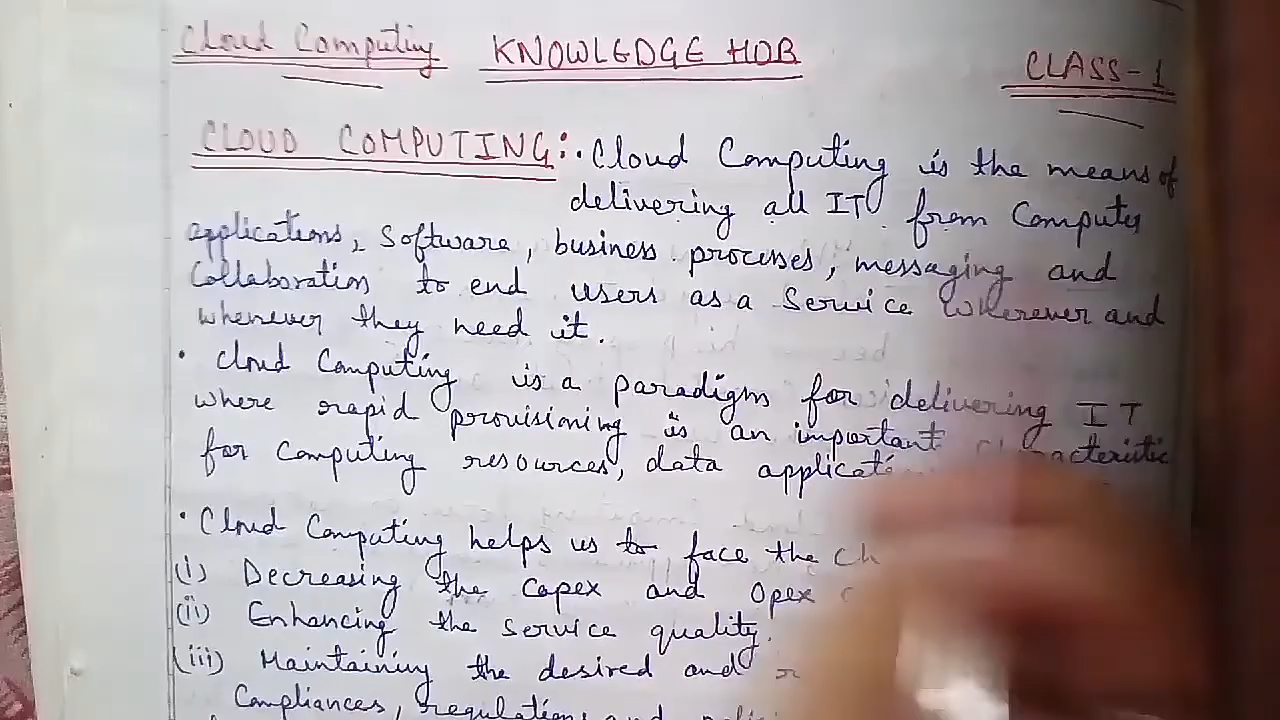 Cloud Computing KNOWLEDGE HUB CLASS-1
CLOUD COMPUTING:• Cloud Computing is the means of
delivering all IT from Computer
applications, Software, business processes, messaging and
Collaboration to end users as a Service Wherever and
whenever they need it.
• Cloud Computing is a paradigm for delivering IT
where rapid provisioning is an important Characteristic
for Computing resources, data
• Cloud Computing helps us to face the
(i) Decreasing the Capex and Opex
(ii) Enhancing the Service quality.
(iii) Maintaining the desired and
Compliances, regulations and